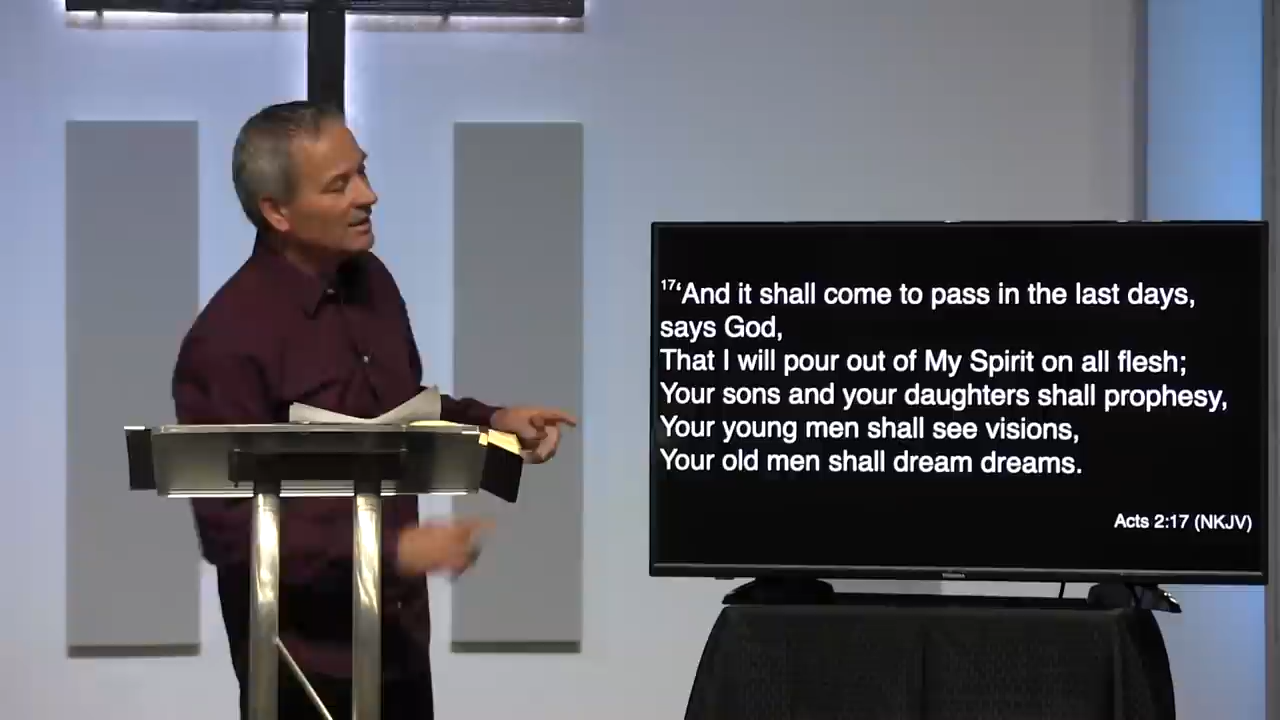 17‘And it shall come to pass in the last days,
says God,
That I will pour out of My Spirit on all flesh;
Your sons and your daughters shall prophesy,
Your young men shall see visions,
Your old men shall dream dreams.
Acts 2:17 (NKJV)